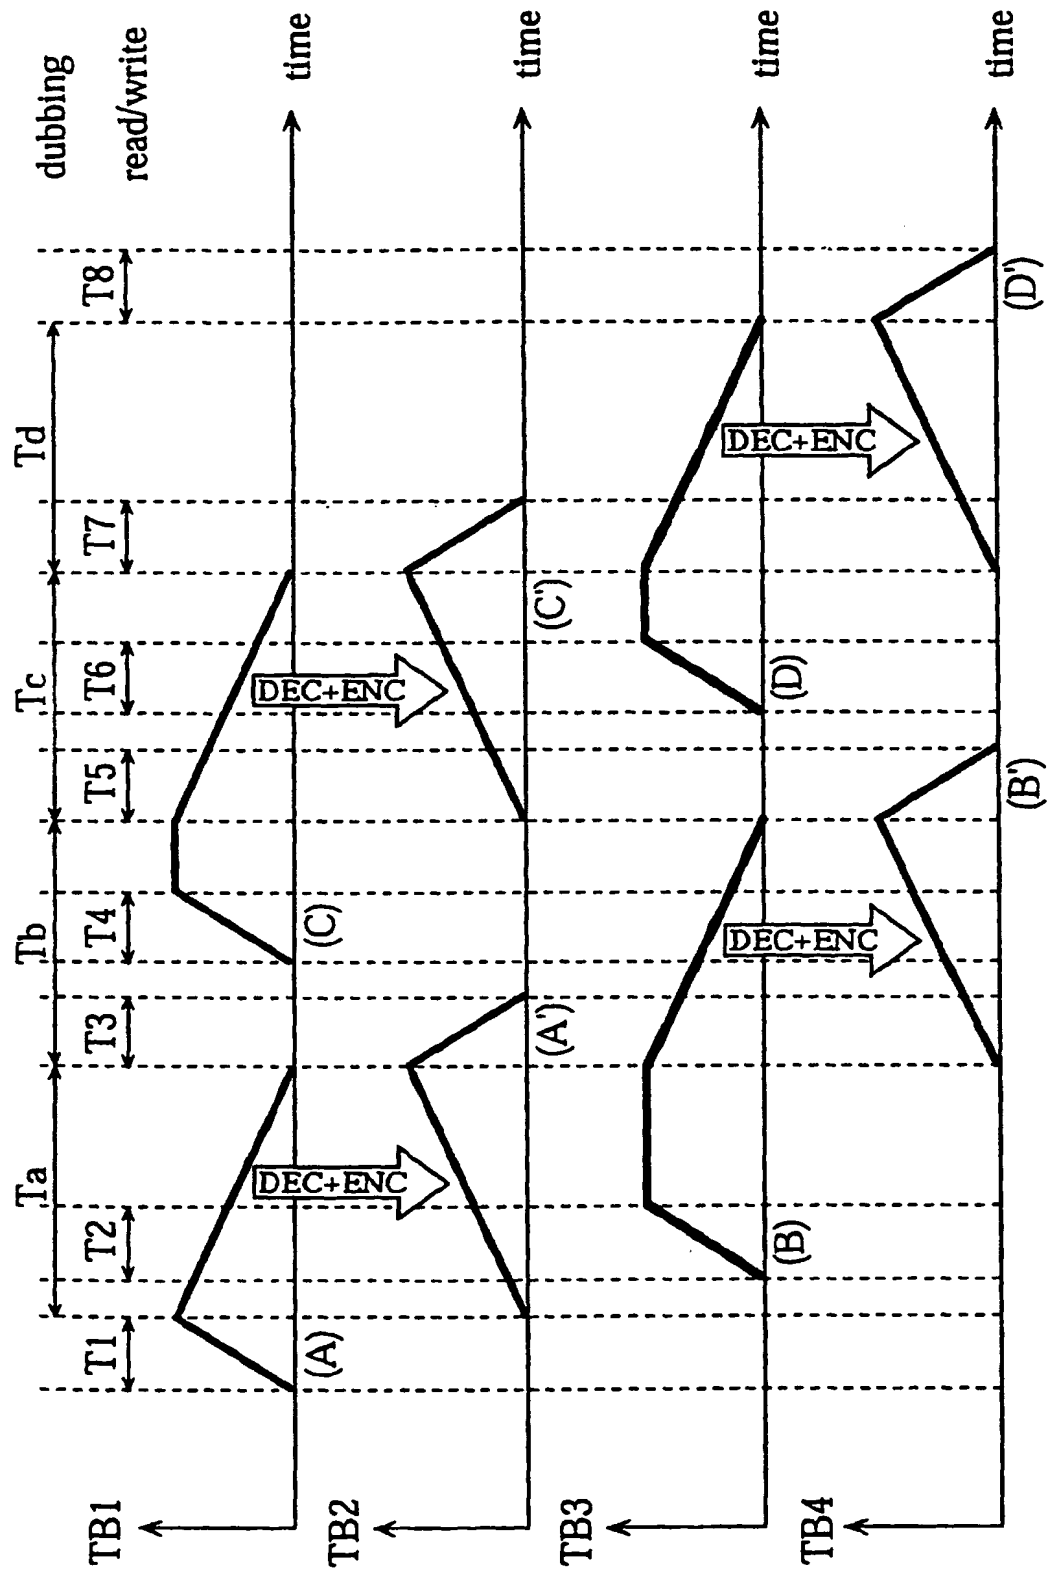 Ta Tb Tc Td dubbing
T1 T2 T3 T4 T5 T6 T7 T8 read/write
TB1
DEC+ENC DEC+ENC
time
(A) (C)
TB2
time
(A') (C')
TB3
DEC+ENC DEC+ENC
time
(B) (D)
TB4
time
(B') (D')